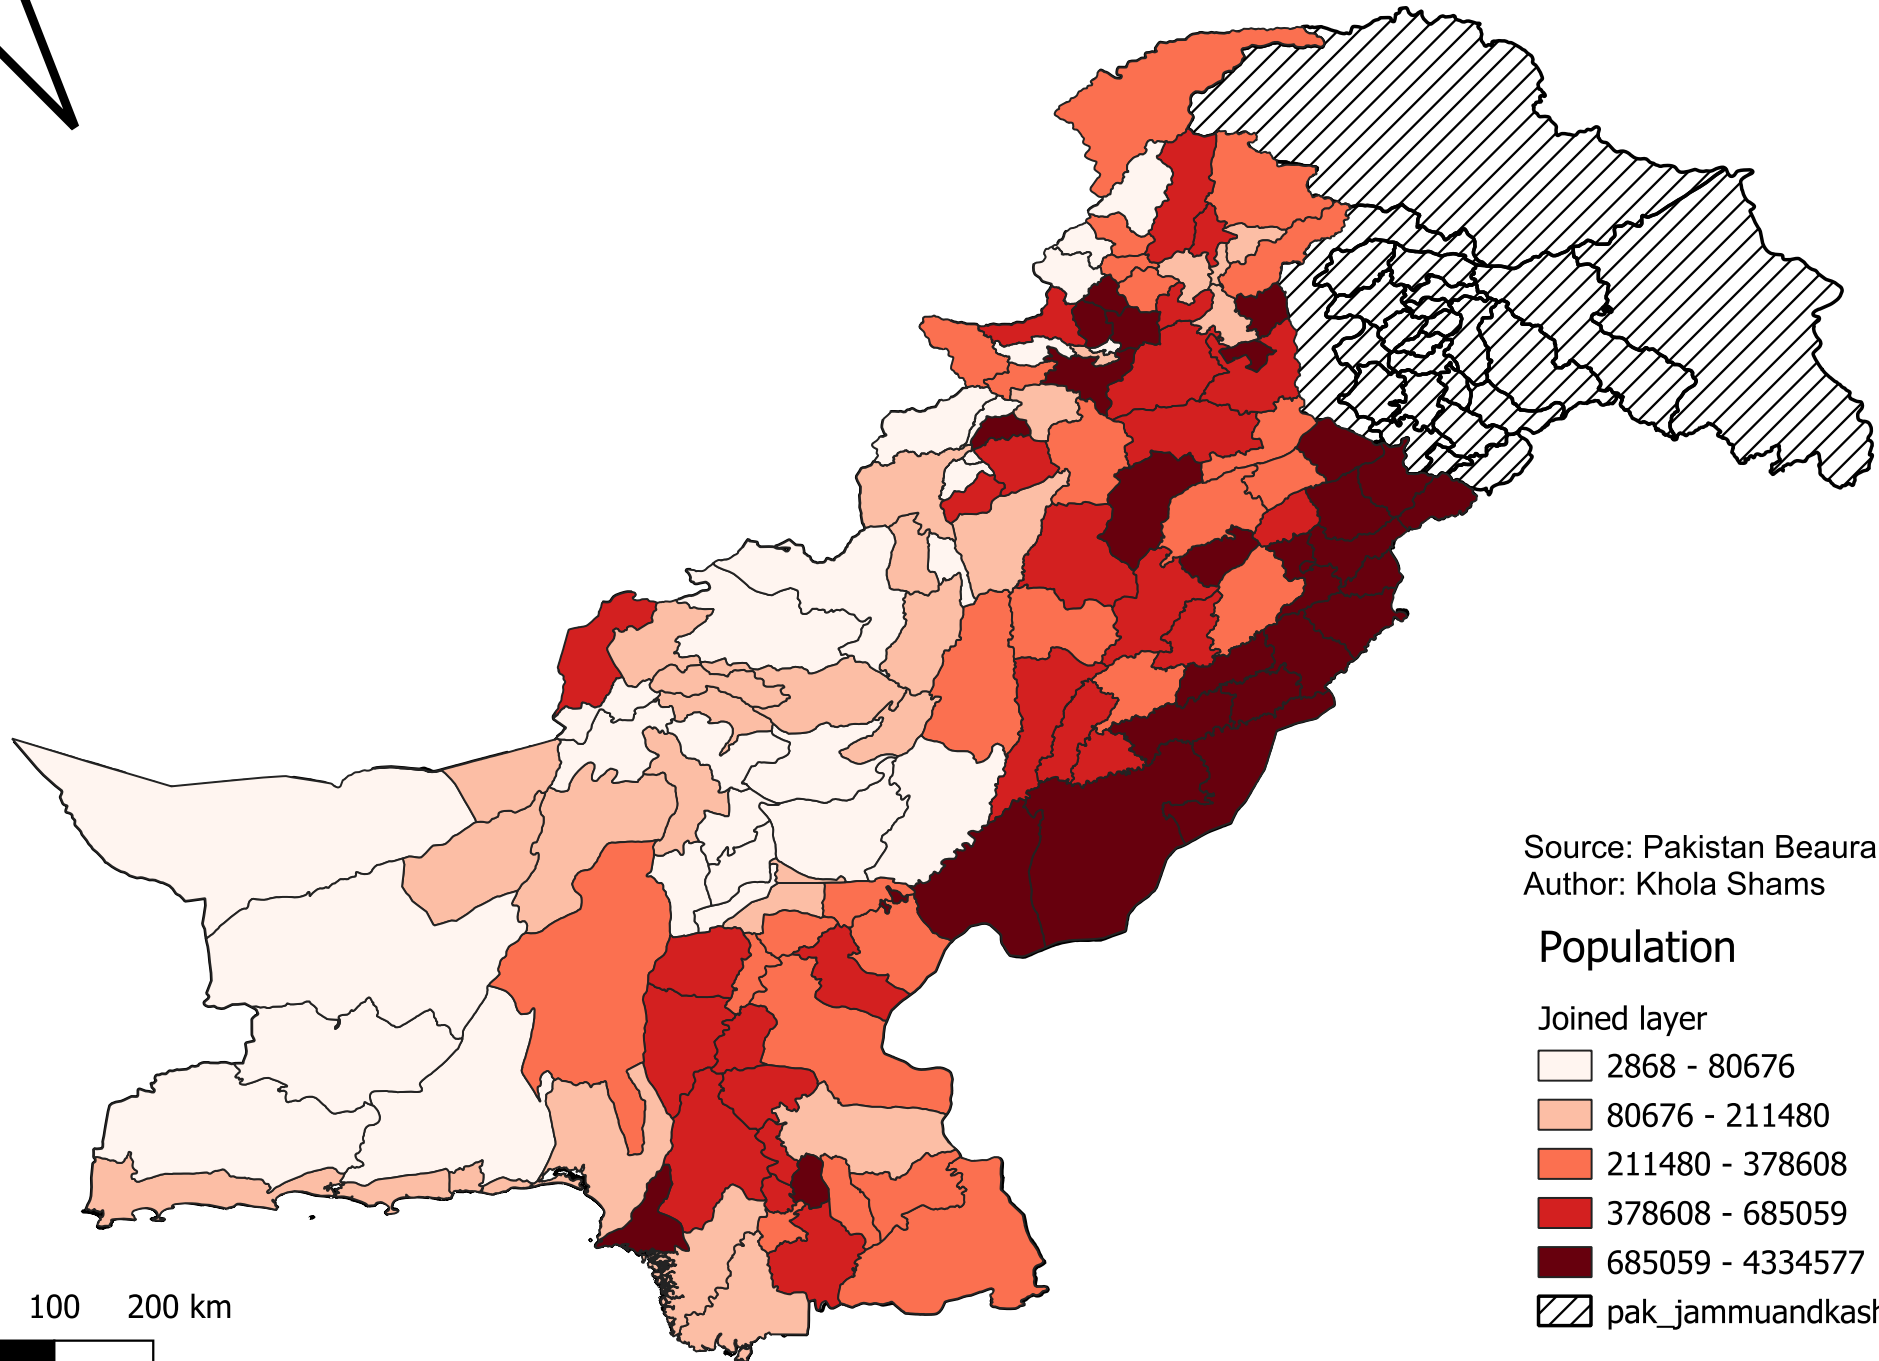 Source: Pakistan Beaura
Author: Khola Shams
Population
Joined layer
2868 - 80676
80676 - 211480
211480 - 378608
378608 - 685059
685059 - 4334577
pak_jammuandkash
100 200 km